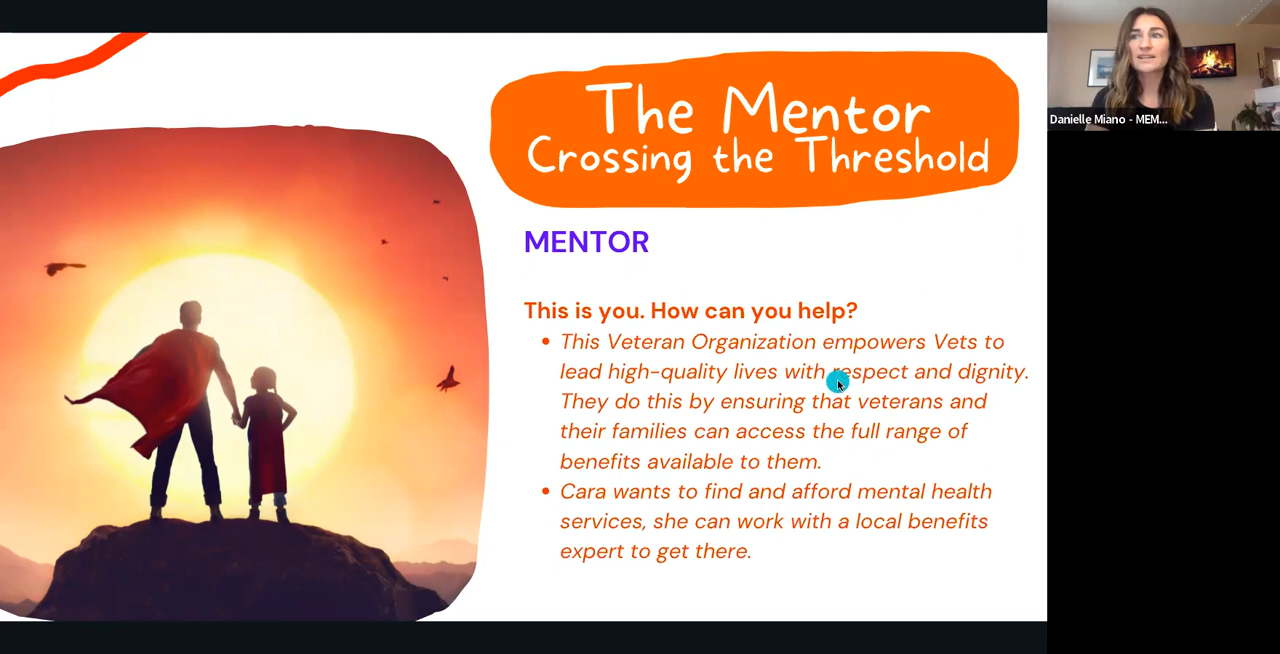 The Mentor
Crossing the Threshold
MENTOR
This is you. How can you help?
• This Veteran Organization empowers Vets to
lead high-quality lives with respect and dignity.
They do this by ensuring that veterans and
their families can access the full range of
benefits available to them.
• Cara wants to find and afford mental health
services, she can work with a local benefits
expert to get there.
Danielle Miano - MEM...